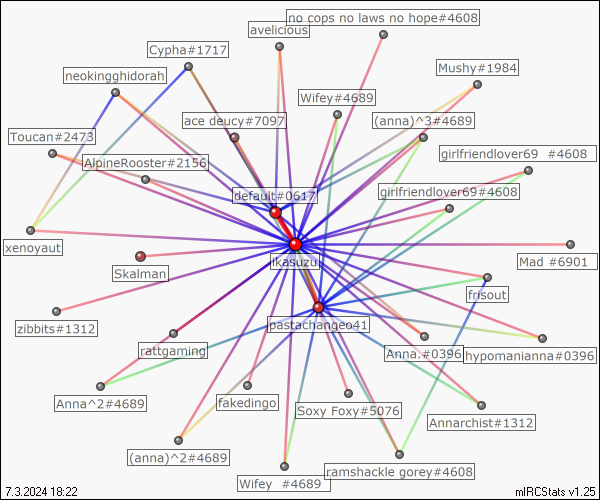 no cops no laws no hope#4608
avelicious
Cypha#1717
Mushy#1984
neokingghidorah
Wifey#4689
ace deucy#7097
(anna)^3#4689
Toucan#2473
girlfriendlover69 #4608
AlpineRooster#2156
girlfriendlover69#4608
default#0617
xenoyaut
ikasuzu
Mad #6901
Skalman
frisout
zibbits#1312
pastachangeo41
rattgaming
Anna.#0396
hypomanianna#0396
Anna^2#4689
fakedingo
Soxy Foxy#5076
Annarchist#1312
(anna)^2#4689
ramshackle gorey#4608
Wifey #4689
7.3.2024 18:22
mIRCStats v1.25